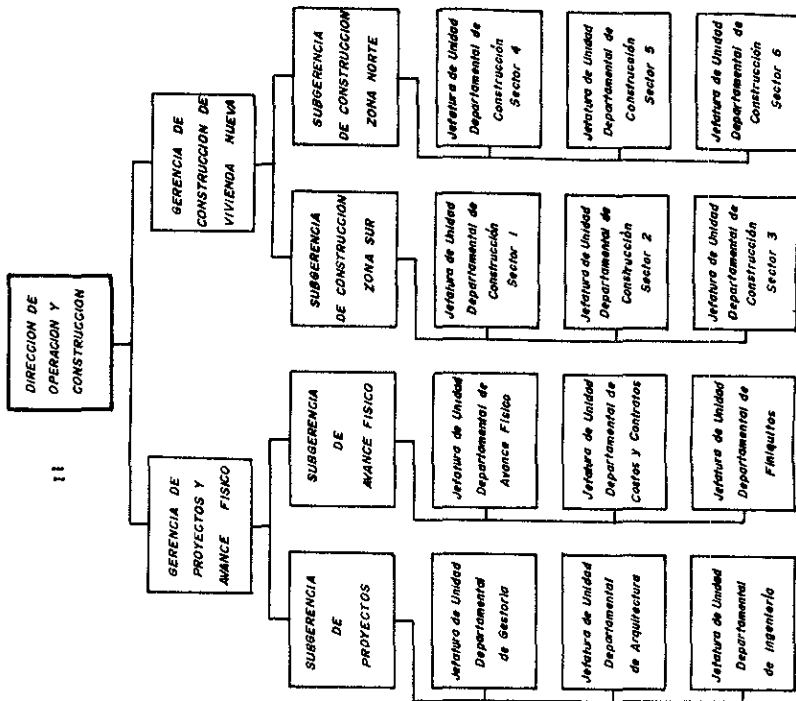 11
DIRECCION DE
OPERACION Y
CONSTRUCCION
GERENCIA DE
PROYECTOS Y
AVANCE FISICO
GERENCIA DE
CONSTRUCCION DE
VIVIENDA NUEVA
SUBGERENCIA
DE
PROYECTOS
SUBGERENCIA
DE
AVANCE FISICO
SUBGERENCIA
DE CONSTRUCCION
ZONA SUR
SUBGERENCIA
DE CONSTRUCCION
ZONA NORTE
Jefatura de Unidad
Departamental
de Gestoría
Jefatura de Unidad
Departamental de
Avance Físico
Jefatura de Unidad
Departamental de
Construcción
Sector 1
Jefatura de Unidad
Departamental de
Construcción
Sector 4
Jefatura de Unidad
Departamental
de Arquitectura
Jefatura de Unidad
Departamental de
Costos y Contratos
Jefatura de Unidad
Departamental de
Construcción
Sector 2
Jefatura de Unidad
Departamental de
Construcción
Sector 5
Jefatura de Unidad
Departamental
de Ingeniería
Jefatura de Unidad
Departamental de
Finiquitos
Jefatura de Unidad
Departamental de
Construcción
Sector 3
Jefatura de Unidad
Departamental de
Construcción
Sector 6